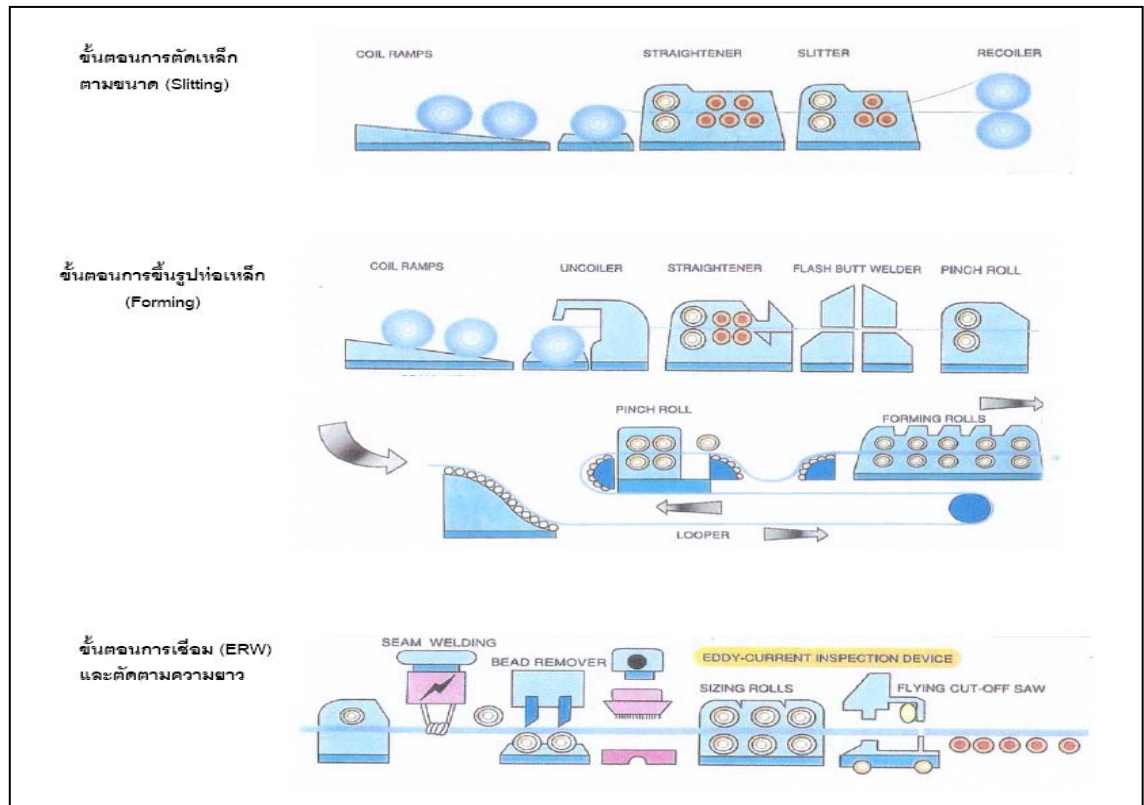 ขั้นตอนการตัดเหล็ก
ตามขนาด (Slitting)
COIL RAMPS
STRAIGHTENER
SLITTER
RECOILER
ขั้นตอนการขึ้นรูปท่อเหล็ก
(Forming)
COIL RAMPS
UNCOILER
STRAIGHTENER
FLASH BUTT WELDER
PINCH ROLL
PINCH ROLL
FORMING ROLLS
LOOPER
ขั้นตอนการเชื่อม (ERW)
และตัดตามความยาว
SEAM WELDING
BEAD REMOVER
EDDY-CURRENT INSPECTION DEVICE
SIZING ROLLS
FLYING CUT-OFF SAW